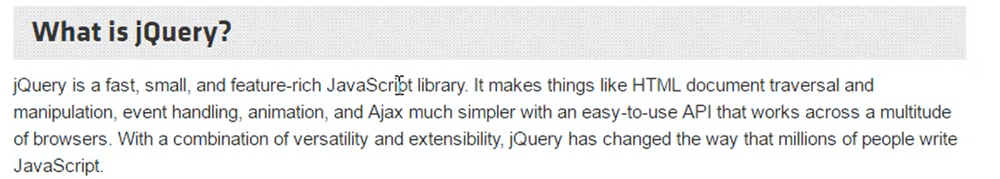 What is jQuery?
jQuery is a fast, small, and feature-rich JavaScript library. It makes things like HTML document traversal and
manipulation, event handling, animation, and Ajax much simpler with an easy-to-use API that works across a multitude
of browsers. With a combination of versatility and extensibility, jQuery has changed the way that millions of people write
JavaScript.